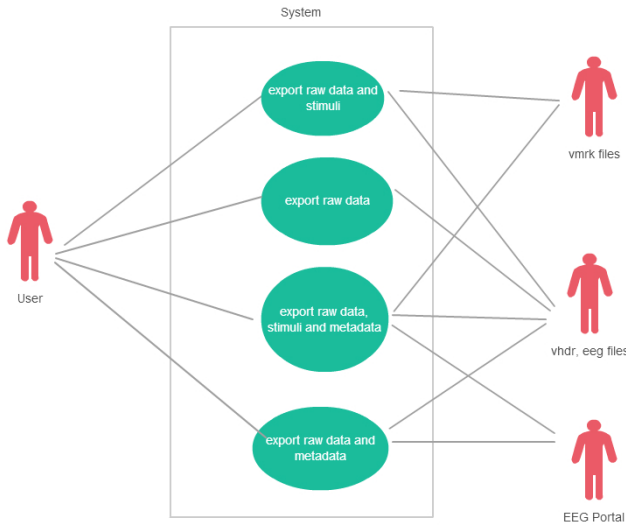 System
export raw data and
stimuli
vmrk files
export raw data
User
export raw data,
stimuli and metadata
vhdr, eeg files
export raw data and
metadata
EEG Portal